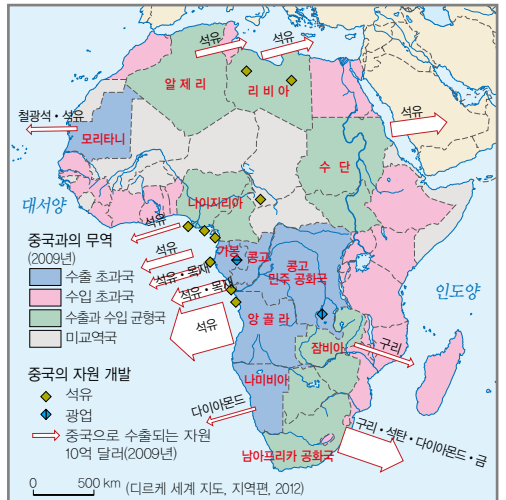 석유
석유
알제리
리비아
철광석·석유
모리타니
석유
수단
대서양
나이지리아
석유
중국과의 무역
(2009년)
수출 초과국
수입 초과국
수출과 수입 균형국
미교역국
석유
가봉
콩고
석유·목재
콩고
민주 공화국
석유·목재
인도양
석유
앙골라
중국의 자원 개발
석유
광업
중국으로 수출되는 자원
10억 달러(2009년)
잠비아
구리
나미비아
다이아몬드
구리·석탄·다이아몬드·금
남아프리카 공화국
0 500 km
(디르케 세계 지도, 지역편, 2012)